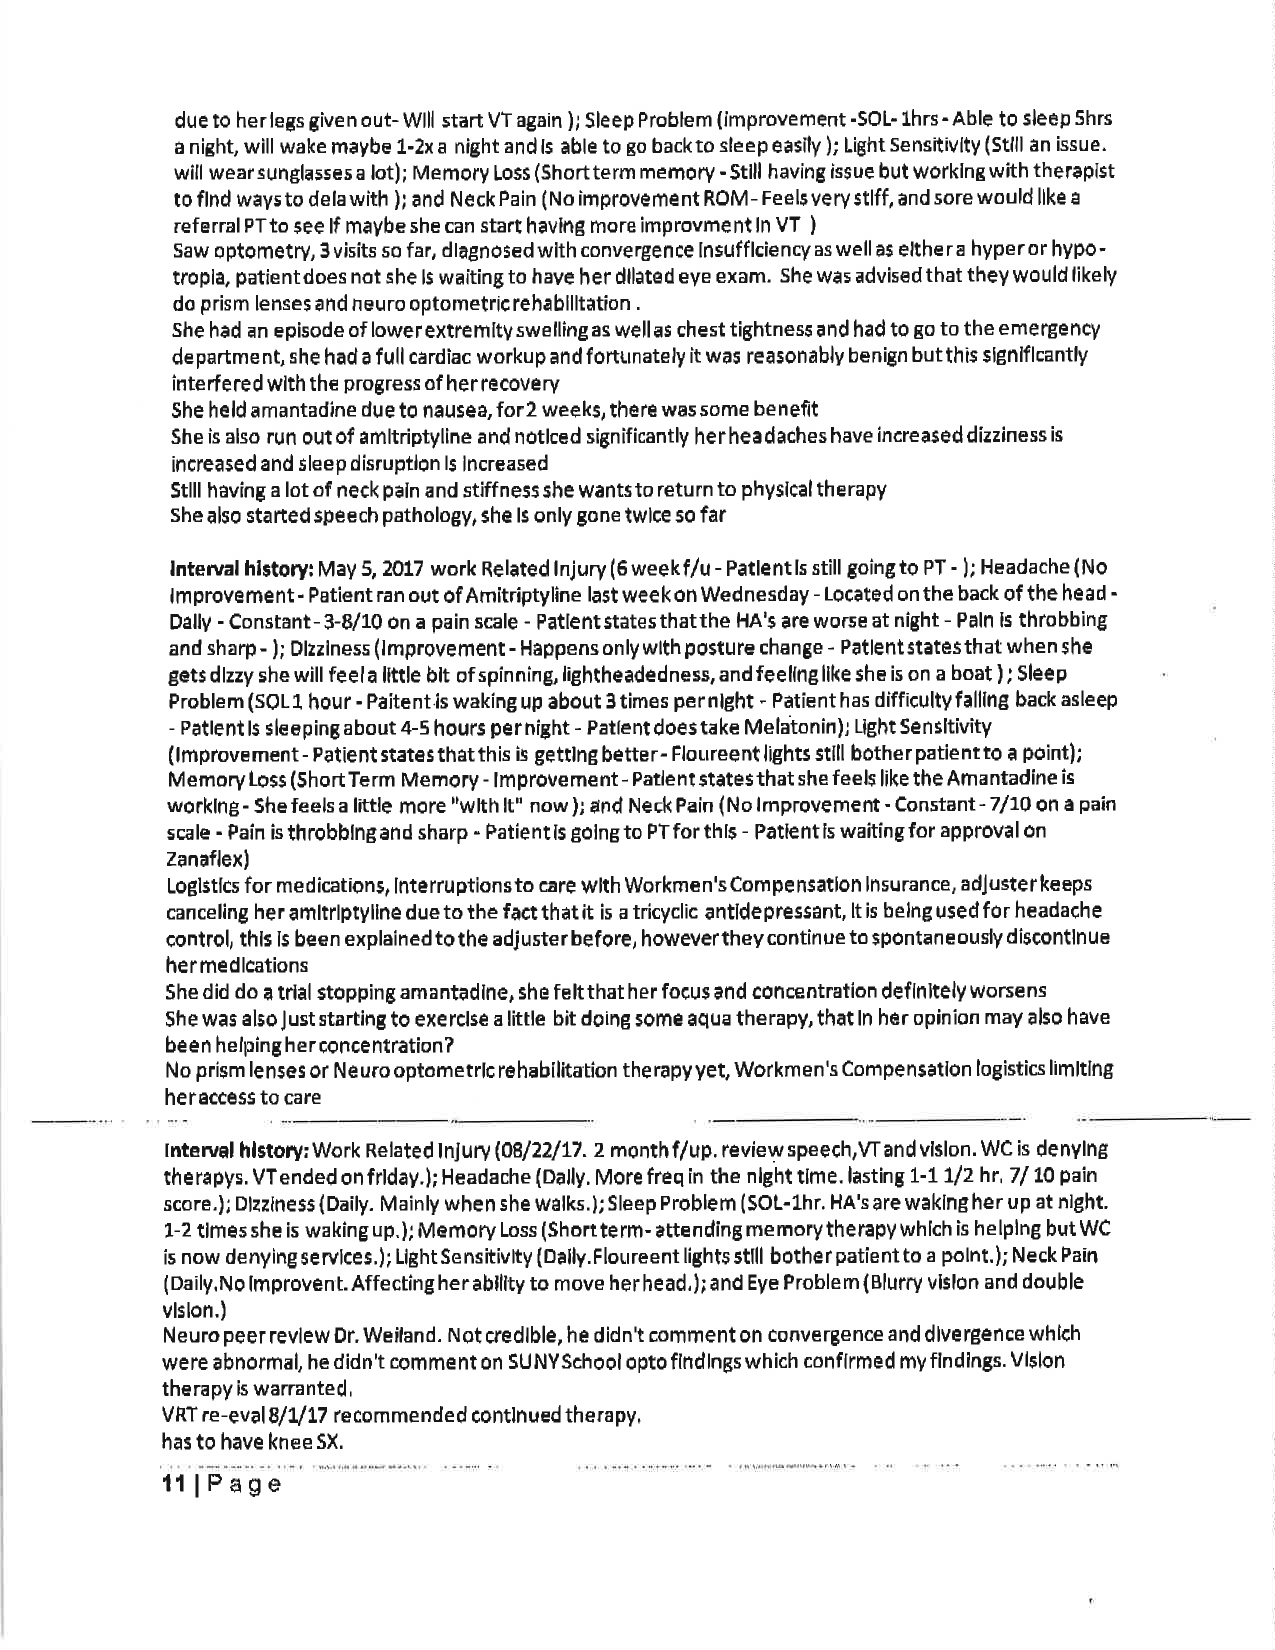 due to her legs given out- Will start VT again ); Sleep Problem (improvement -SOL- 1hrs - Able to sleep 5hrs
a night, will wake maybe 1-2x a night and is able to go back to sleep easily ); Light Sensitivity (Still an issue.
will wear sunglasses a lot); Memory Loss (Short term memory - Still having issue but working with therapist
to find ways to dela with ); and Neck Pain (No improvement ROM- Feels very stiff, and sore would like a
referral PT to see if maybe she can start having more improvment in VT )
Saw optometry, 3 visits so far, diagnosed with convergence insufficiency as well as either a hyper or hypo-
tropia, patient does not she is waiting to have her dilated eye exam. She was advised that they would likely
do prism lenses and neuro optometric rehabilitation .
She had an episode of lower extremity swelling as well as chest tightness and had to go to the emergency
department, she had a full cardiac workup and fortunately it was reasonably benign but this significantly
interfered with the progress of her recovery
She held amantadine due to nausea, for 2 weeks, there was some benefit
She is also run out of amitriptyline and noticed significantly her headaches have increased dizziness is
increased and sleep disruption is increased
Still having a lot of neck pain and stiffness she wants to return to physical therapy
She also started speech pathology, she is only gone twice so far
Interval history: May 5, 2017 work Related Injury (6 week f/u - Patient is still going to PT - ); Headache (No
Improvement - Patient ran out of Amitriptyline last week on Wednesday - Located on the back of the head -
Daily - Constant - 3-8/10 on a pain scale - Patient states that the HA's are worse at night - Pain is throbbing
and sharp - ); Dizziness (Improvement - Happens only with posture change - Patient states that when she
gets dizzy she will feel a little bit of spinning, lightheadedness, and feeling like she is on a boat ) ; Sleep
Problem (SOL 1 hour - Paitent is waking up about 3 times per night - Patient has difficulty falling back asleep
- Patient is sleeping about 4-5 hours per night - Patient does take Melatonin); Light Sensitivity
(Improvement - Patient states that this is getting better - Floureent lights still bother patient to a point);
Memory Loss (Short Term Memory - Improvement - Patient states that she feels like the Amantadine is
working - She feels a little more "with it" now ); and Neck Pain (No Improvement - Constant - 7/10 on a pain
scale - Pain is throbbing and sharp - Patient is going to PT for this - Patient is waiting for approval on
Zanaflex)
Logistics for medications, interruptions to care with Workmen's Compensation Insurance, adjuster keeps
canceling her amitriptyline due to the fact that it is a tricyclic antidepressant, it is being used for headache
control, this is been explained to the adjuster before, however they continue to spontaneously discontinue
her medications
She did do a trial stopping amantadine, she felt that her focus and concentration definitely worsens
She was also just starting to exercise a little bit doing some aqua therapy, that in her opinion may also have
been helping her concentration?
No prism lenses or Neuro optometric rehabilitation therapy yet, Workmen's Compensation logistics limiting
her access to care
Interval history: Work Related Injury (08/22/17. 2 month f/up. review speech,VT and vision. WC is denying
therapys. VT ended on friday.); Headache (Daily. More freq in the night time. lasting 1-1 1/2 hr. 7/ 10 pain
score.); Dizziness (Daily. Mainly when she walks.); Sleep Problem (SOL-1hr. HA's are waking her up at night.
1-2 times she is waking up.); Memory Loss (Short term- attending memory therapy which is helping but WC
is now denying services.); Light Sensitivity (Daily.Floureent lights still bother patient to a point.); Neck Pain
(Daily.No Improvent. Affecting her ability to move her head.); and Eye Problem (Blurry vision and double
vision.)
Neuro peer review Dr. Weiland. Not credible, he didn't comment on convergence and divergence which
were abnormal, he didn't comment on SUNY School opto findings which confirmed my findings. Vision
therapy is warranted.
VRT re-eval 8/1/17 recommended continued therapy.
has to have knee SX.
11 | P a g e